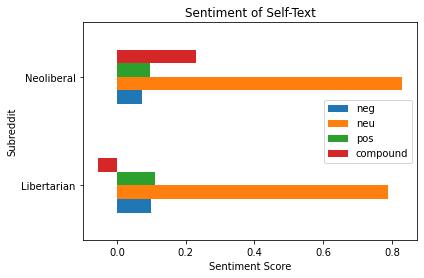 Sentiment of Self-Text
Neoliberal
Libertarian
Subreddit
neg
neu
pos
compound
0.0 0.2 0.4 0.6 0.8
Sentiment Score